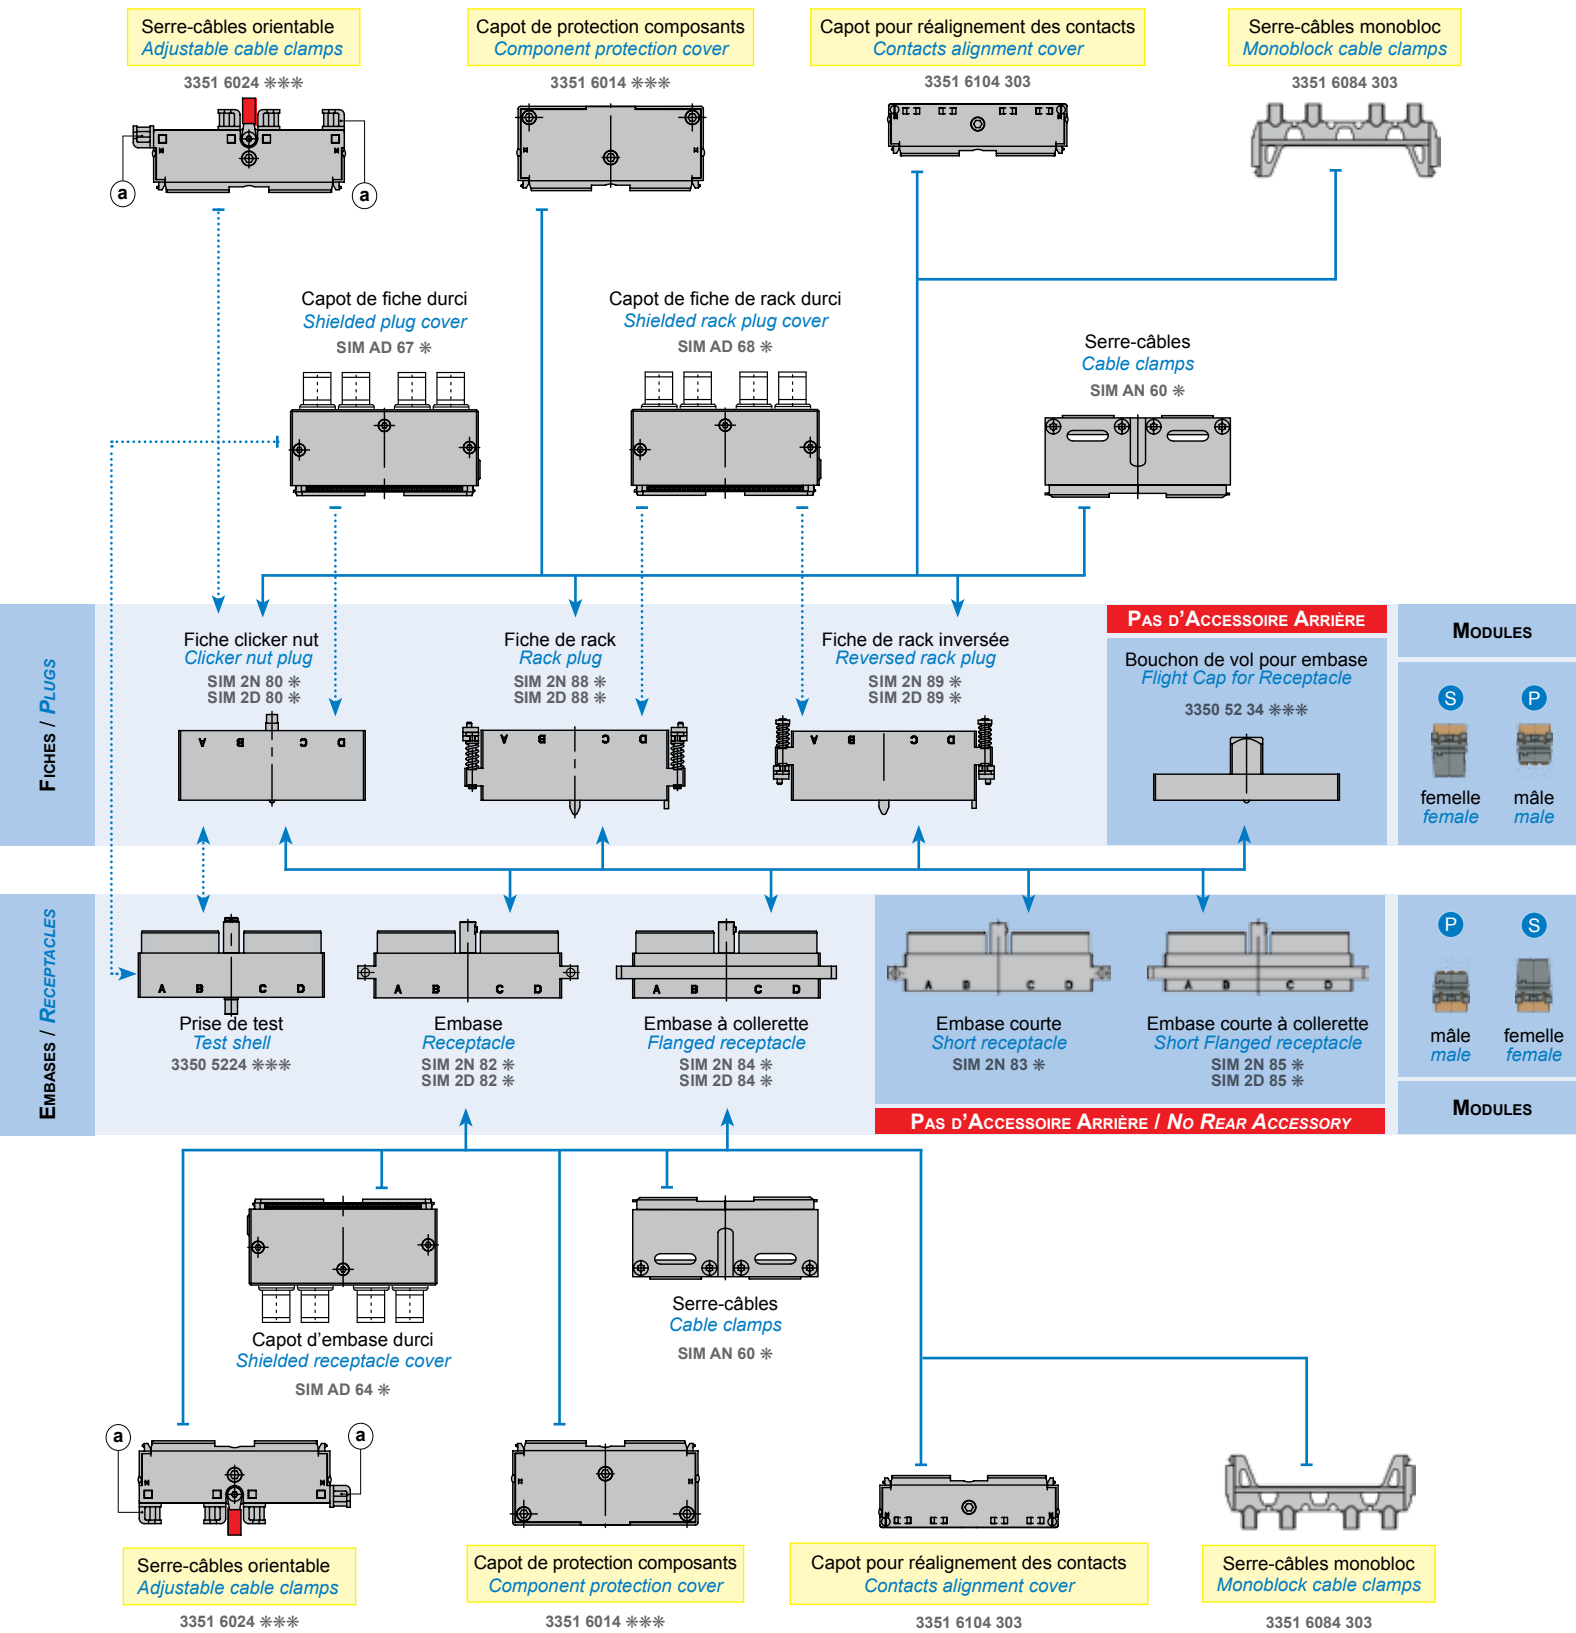 Serre-câbles orientable
Adjustable cable clamps
3351 6024 ✳✳✳
Capot de protection composants
Component protection cover
3351 6014 ✳✳✳
Capot pour réalignement des contacts
Contacts alignment cover
3351 6104 303
Serre-câbles monobloc
Monoblock cable clamps
3351 6084 303
a
a
Capot de fiche durci
Shielded plug cover
SIM AD 67 ✳
Capot de fiche de rack durci
Shielded rack plug cover
SIM AD 68 ✳
Serre-câbles
Cable clamps
SIM AN 60 ✳
FICHES / PLUGS
Fiche clicker nut
Clicker nut plug
SIM 2N 80 ✳
SIM 2D 80 ✳
A B C D
Fiche de rack
Rack plug
SIM 2N 88 ✳
SIM 2D 88 ✳
A B C D
Fiche de rack inversée
Reversed rack plug
SIM 2N 89 ✳
SIM 2D 89 ✳
A B C D
PAS D'ACCESSOIRE ARRIÈRE
Bouchon de vol pour embase
Flight Cap for Receptacle
3350 52 34 ✳✳✳
MODULES
S P
femelle mâle
female male
EMBASES / RECEPTACLES
A B C D
Prise de test
Test shell
3350 5224 ✳✳✳
A B C D
Embase
Receptacle
SIM 2N 82 ✳
SIM 2D 82 ✳
A B C D
Embase à collerette
Flanged receptacle
SIM 2N 84 ✳
SIM 2D 84 ✳
A B C D
Embase courte
Short receptacle
SIM 2N 83 ✳
A B C D
Embase courte à collerette
Short Flanged receptacle
SIM 2N 85 ✳
SIM 2D 85 ✳
PAS D'ACCESSOIRE ARRIÈRE / NO REAR ACCESSORY
P S
mâle femelle
male female
MODULES
Capot d'embase durci
Shielded receptacle cover
SIM AD 64 ✳
Serre-câbles
Cable clamps
SIM AN 60 ✳
a
a
Serre-câbles orientable
Adjustable cable clamps
3351 6024 ✳✳✳
Capot de protection composants
Component protection cover
3351 6014 ✳✳✳
Capot pour réalignement des contacts
Contacts alignment cover
3351 6104 303
Serre-câbles monobloc
Monoblock cable clamps
3351 6084 303